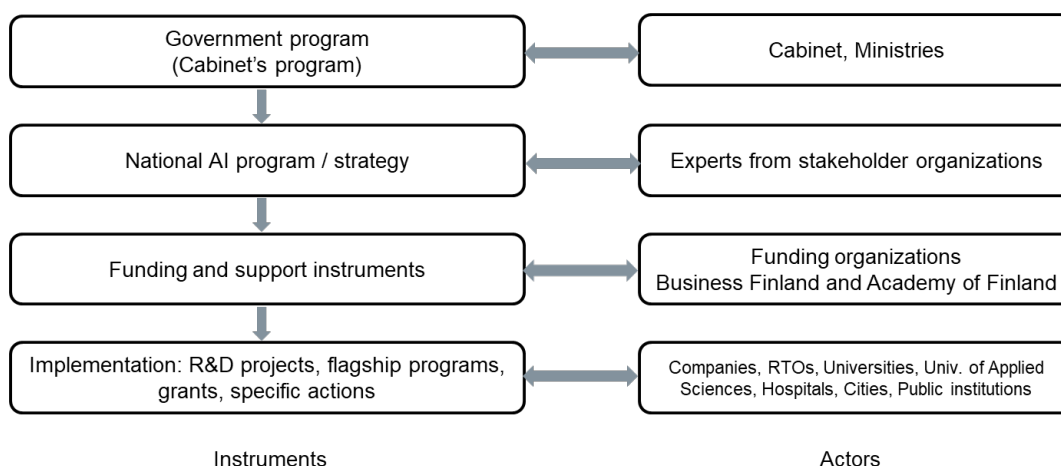 Government program
(Cabinet’s program)
Cabinet, Ministries
National AI program / strategy
Experts from stakeholder organizations
Funding and support instruments
Funding organizations
Business Finland and Academy of Finland
Implementation: R&D projects, flagship programs,
grants, specific actions
Companies, RTOs, Universities, Univ. of Applied
Sciences, Hospitals, Cities, Public institutions
Instruments
Actors